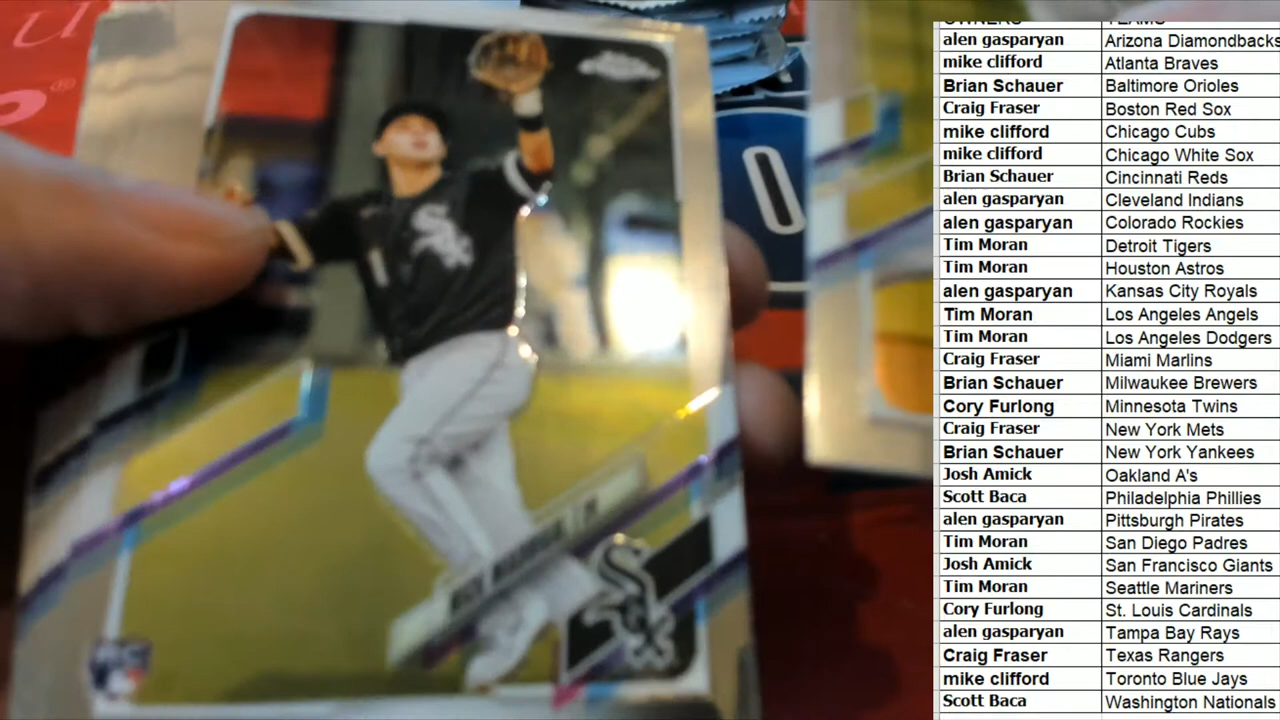 OWNERS TEAMS
alen gasparyan Arizona Diamondbacks
mike clifford Atlanta Braves
Brian Schauer Baltimore Orioles
Craig Fraser Boston Red Sox
mike clifford Chicago Cubs
mike clifford Chicago White Sox
Brian Schauer Cincinnati Reds
alen gasparyan Cleveland Indians
alen gasparyan Colorado Rockies
Tim Moran Detroit Tigers
Tim Moran Houston Astros
alen gasparyan Kansas City Royals
Tim Moran Los Angeles Angels
Tim Moran Los Angeles Dodgers
Craig Fraser Miami Marlins
Brian Schauer Milwaukee Brewers
Cory Furlong Minnesota Twins
Craig Fraser New York Mets
Brian Schauer New York Yankees
Josh Amick Oakland A's
Scott Baca Philadelphia Phillies
alen gasparyan Pittsburgh Pirates
Tim Moran San Diego Padres
Josh Amick San Francisco Giants
Tim Moran Seattle Mariners
Cory Furlong St. Louis Cardinals
alen gasparyan Tampa Bay Rays
Craig Fraser Texas Rangers
mike clifford Toronto Blue Jays
Scott Baca Washington Nationals
Sox
Sox
RC
0
®